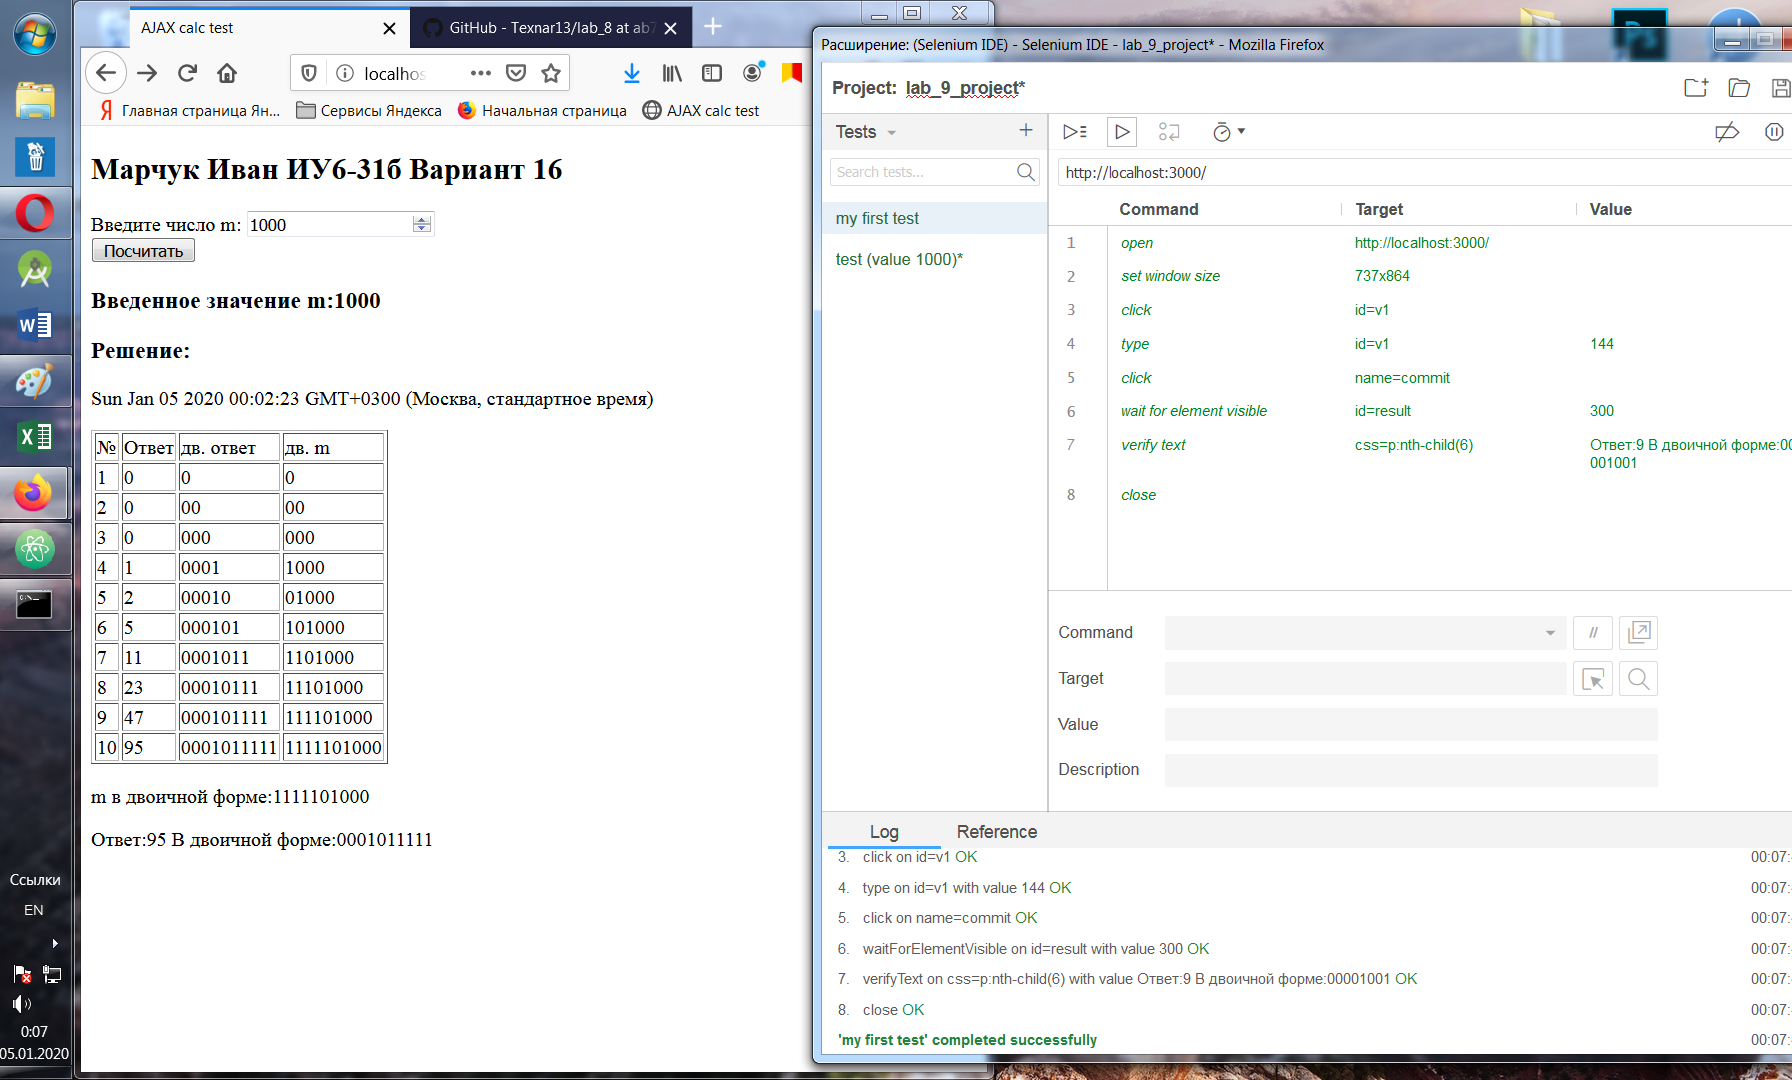 AJAX calc test
GitHub - Texnar13/lab_8 at ab7
localhos
Главная страница Ян...
Сервисы Яндекса
Начальная страница
AJAX calc test
Марчук Иван ИУ6-31б Вариант 16
Введите число m: 1000
Посчитать
Введенное значение m:1000
Решение:
Sun Jan 05 2020 00:02:23 GMT+0300 (Москва, стандартное время)
№ Ответ дв. ответ дв. m
1 0 0 0
2 0 00 00
3 0 000 000
4 1 0001 1000
5 2 00010 01000
6 5 000101 101000
7 11 0001011 1101000
8 23 00010111 11101000
9 47 000101111 111101000
10 95 0001011111 1111101000
m в двоичной форме:1111101000
Ответ:95 В двоичной форме:0001011111
Ссылки
EN
0:07
05.01.2020
Расширение: (Selenium IDE) - Selenium IDE - lab_9_project* - Mozilla Firefox
Project: lab_9_project*
Tests
Search tests...
my first test
test (value 1000)*
http://localhost:3000/
Command Target Value
1 open http://localhost:3000/
2 set window size 737x864
3 click id=v1
4 type id=v1 144
5 click name=commit
6 wait for element visible id=result 300
7 verify text css=p:nth-child(6) Ответ:9 В двоичной форме:00
001001
8 close
Command
//
Target
Value
Description
Log Reference
3. click on id=v1 OK 00:07:
4. type on id=v1 with value 144 OK 00:07:
5. click on name=commit OK 00:07:
6. waitForElementVisible on id=result with value 300 OK 00:07:
7. verifyText on css=p:nth-child(6) with value Ответ:9 В двоичной форме:00001001 OK 00:07:
8. close OK 00:07:
'my first test' completed successfully 00:07: